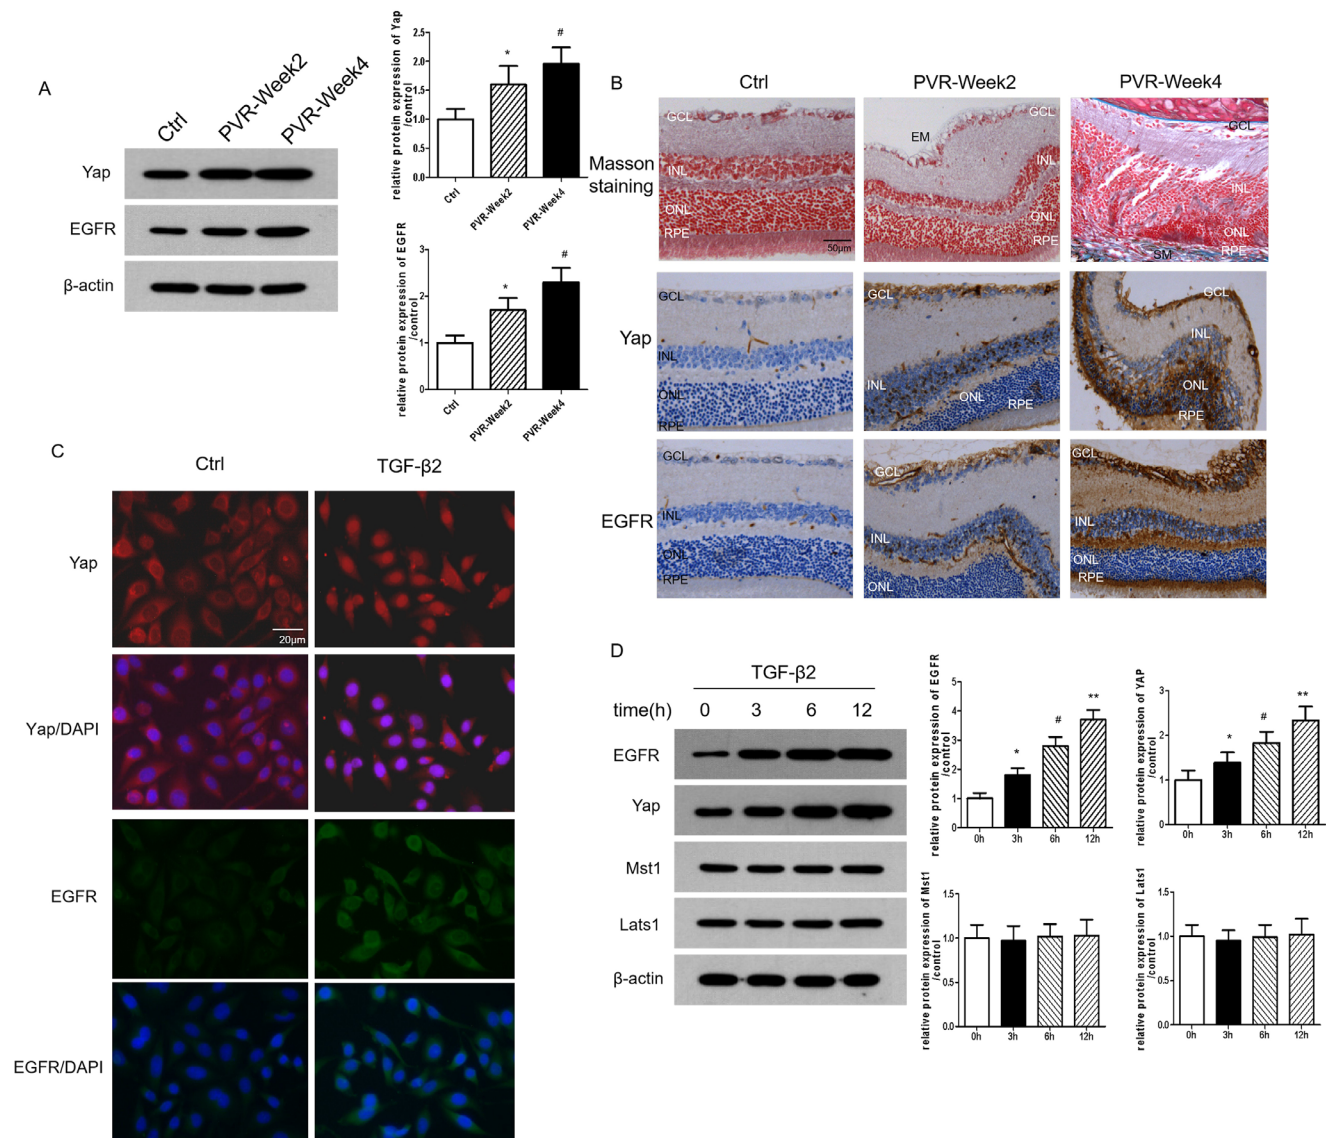 A
Ctrl
PVR-Week2
PVR-Week4
Yap
EGFR
β-actin
relative protein expression of Yap
/control
2.5
2.0
1.5
1.0
0.5
0.0
*
#
Ctrl
PVR-Week2
PVR-Week4
relative protein expression of EGFR
/control
3
2
1
0
*
#
Ctrl
PVR-Week2
PVR-Week4
B
Ctrl
PVR-Week2
PVR-Week4
Masson
staining
GCL
INL
ONL
RPE
50μm
EM
GCL
INL
ONL
RPE
GCL
INL
ONL
RPE
SM
Yap
GCL
INL
ONL
RPE
GCL
INL
ONL
RPE
GCL
INL
ONL
RPE
EGFR
GCL
INL
ONL
RPE
GCL
INL
ONL
GCL
INL
ONL
RPE
C
Ctrl
TGF-β2
Yap
20μm
Yap/DAPI
EGFR
EGFR/DAPI
D
TGF-β2
time(h) 0 3 6 12
EGFR
Yap
Mst1
Lats1
β-actin
relative protein expression of EGFR
/control
5
4
3
2
1
0
*
#
**
0h 3h 6h 12h
relative protein expression of YAP
/control
3
2
1
0
*
#
**
0h 3h 6h 12h
relative protein expression of Mst1
/control
1.5
1.0
0.5
0.0
0h 3h 6h 12h
relative protein expression of Lats1
/control
1.5
1.0
0.5
0.0
0h 3h 6h 12h